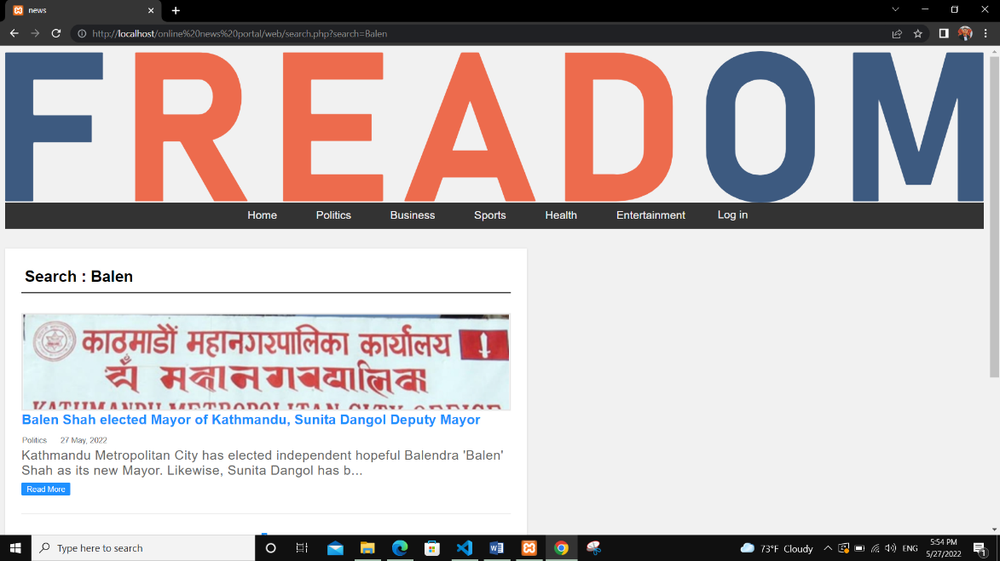 news
http://localhost/online%20news%20portal/web/search.php?search=Balen
FREADOM
Home Politics Business Sports Health Entertainment Log in
Search : Balen
काठमाडौं महानगरपालिका कार्यालय
KATHMANDU METROPOLITAN CITY OFFICE
Balen Shah elected Mayor of Kathmandu, Sunita Dangol Deputy Mayor
Politics 27 May, 2022
Kathmandu Metropolitan City has elected independent hopeful Balendra 'Balen'
Shah as its new Mayor. Likewise, Sunita Dangol has b...
Read More
Type here to search
73°F Cloudy
ENG
5:54 PM
5/27/2022
1